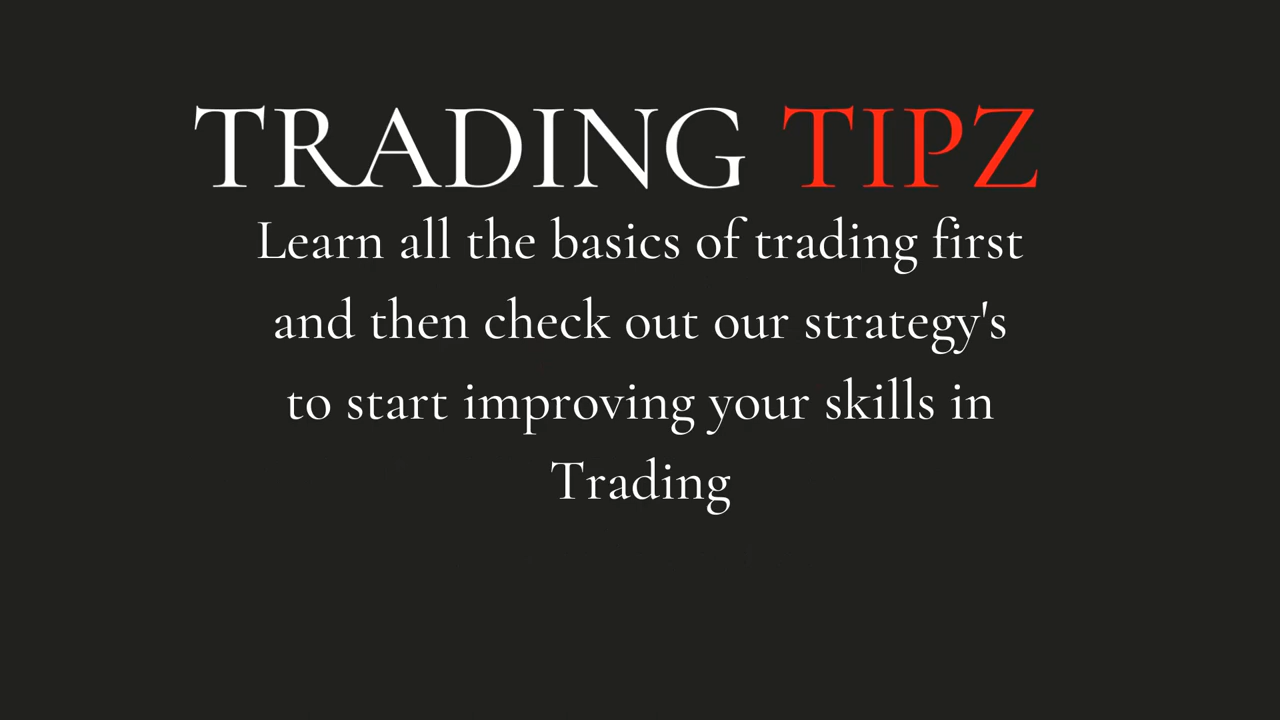 TRADING TIPZ
Learn all the basics of trading first
and then check out our strategy's
to start improving your skills in
Trading